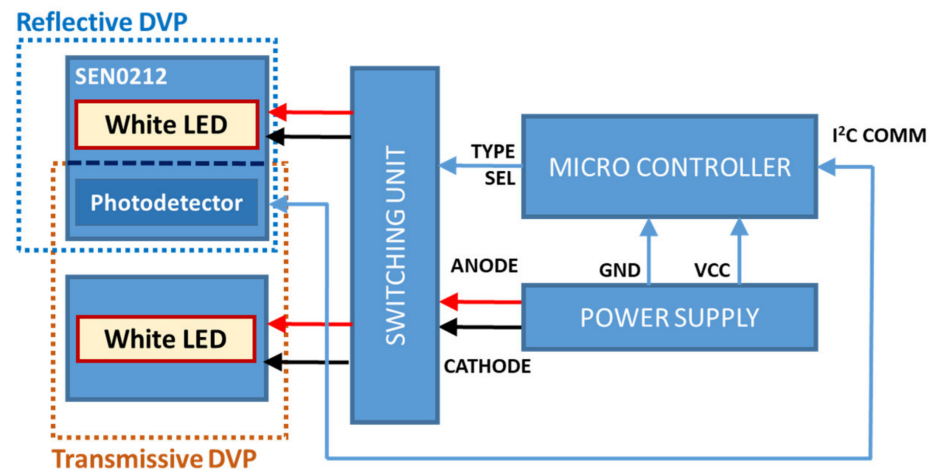 Reflective DVP
SEN0212
White LED
Photodetector
White LED
Transmissive DVP
SWITCHING UNIT
TYPE
SEL
MICRO CONTROLLER
I²C COMM
GND
VCC
ANODE
CATHODE
POWER SUPPLY